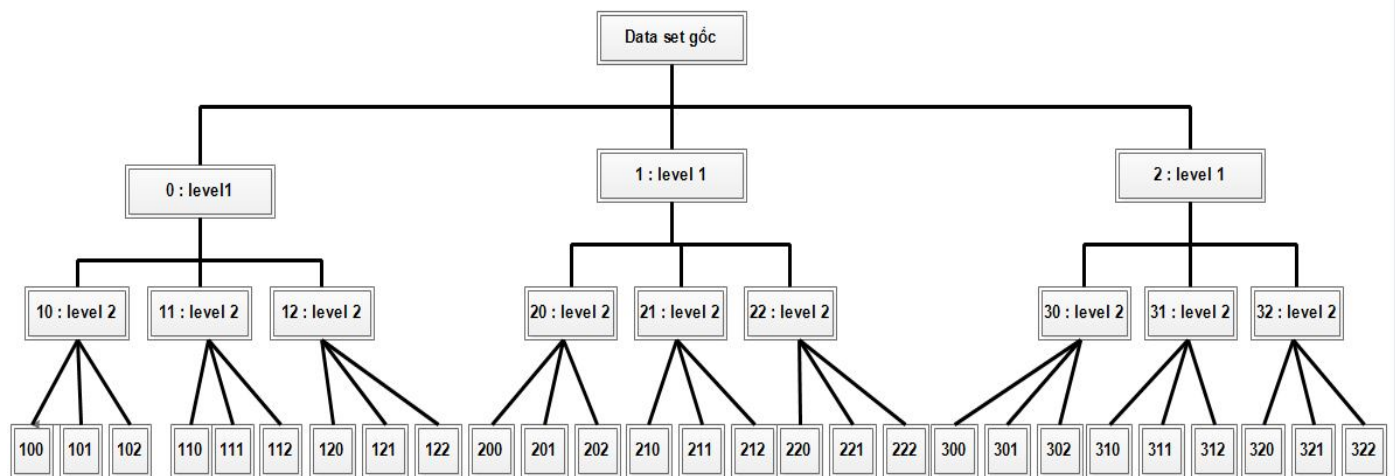 Data set gốc
0 : level1
1 : level 1
2 : level 1
10 : level 2
11 : level 2
12 : level 2
20 : level 2
21 : level 2
22 : level 2
30 : level 2
31 : level 2
32 : level 2
100
101
102
110
111
112
120
121
122
200
201
202
210
211
212
220
221
222
300
301
302
310
311
312
320
321
322